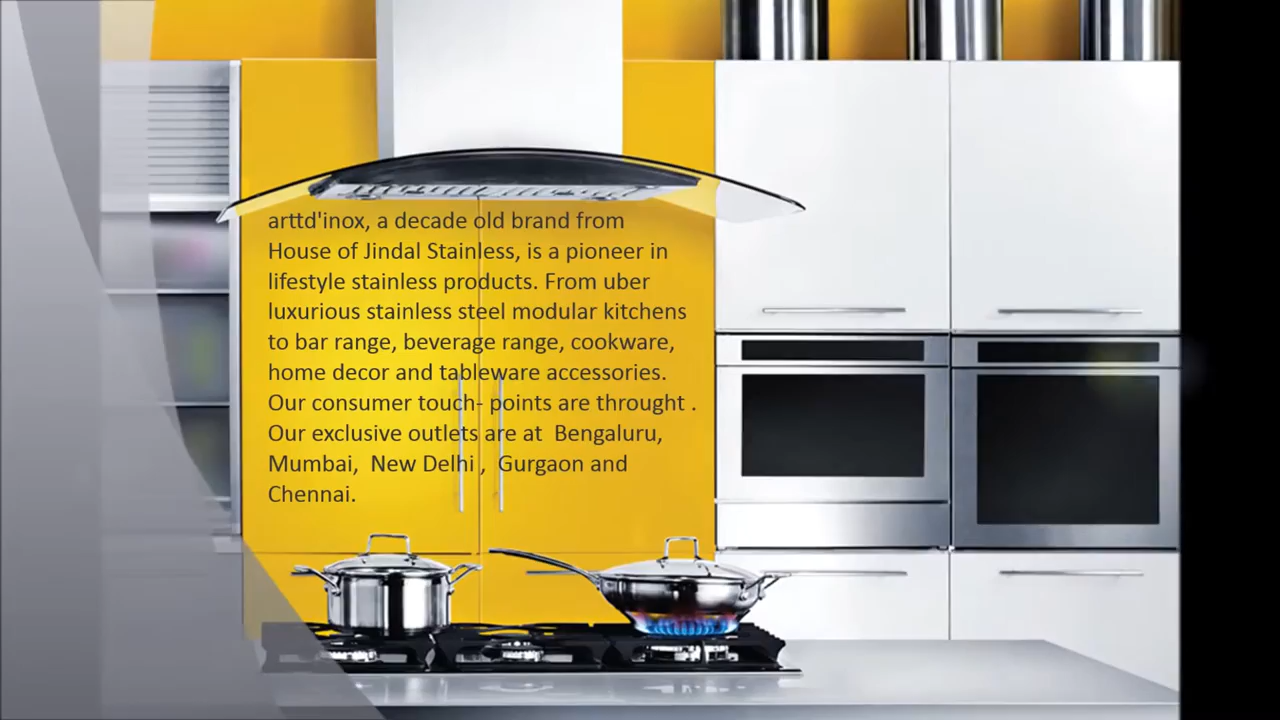 arttd'inox, a decade old brand from
House of Jindal Stainless, is a pioneer in
lifestyle stainless products. From uber
luxurious stainless steel modular kitchens
to bar range, beverage range, cookware,
home decor and tableware accessories.
Our consumer touch- points are throught .
Our exclusive outlets are at  Bengaluru,
Mumbai,  New Delhi ,  Gurgaon and
Chennai.